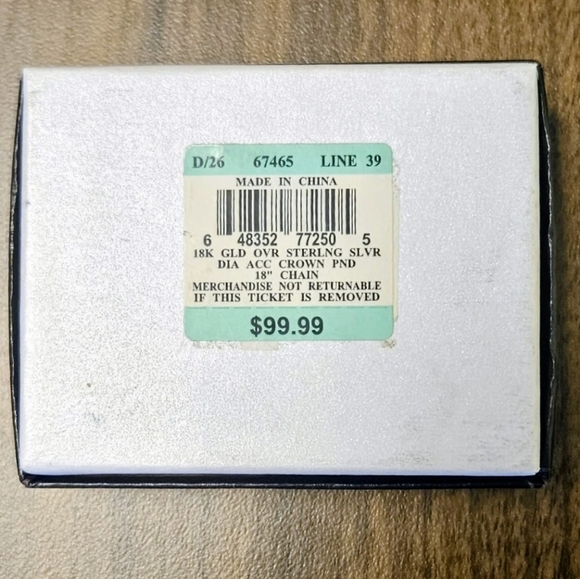 D/26 67465 LINE 39
MADE IN CHINA
6 48352 77250 5
18K GLD OVR STERLNG SLVR
DIA ACC CROWN PND
18" CHAIN
MERCHANDISE NOT RETURNABLE
IF THIS TICKET IS REMOVED
$99.99